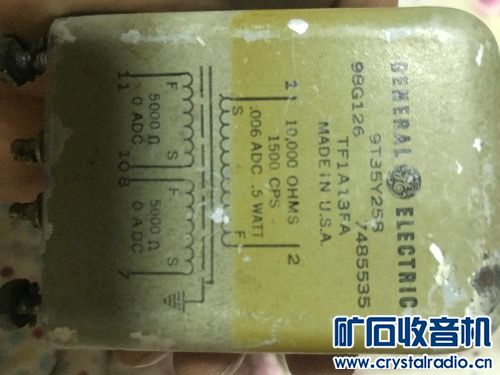 GENERAL GE ELECTRIC
9T35Y258 7485535
98G126
TF1A13FA
MADE IN U.S.A.
1 10,000 OHMS 2
1500 CPS
.006 ADC .5 WATT
S F
F S F S
5000 Ω 5000 Ω
0 ADC 0 ADC
11 10 8 7
矿石收音机
www.crystalradio.cn